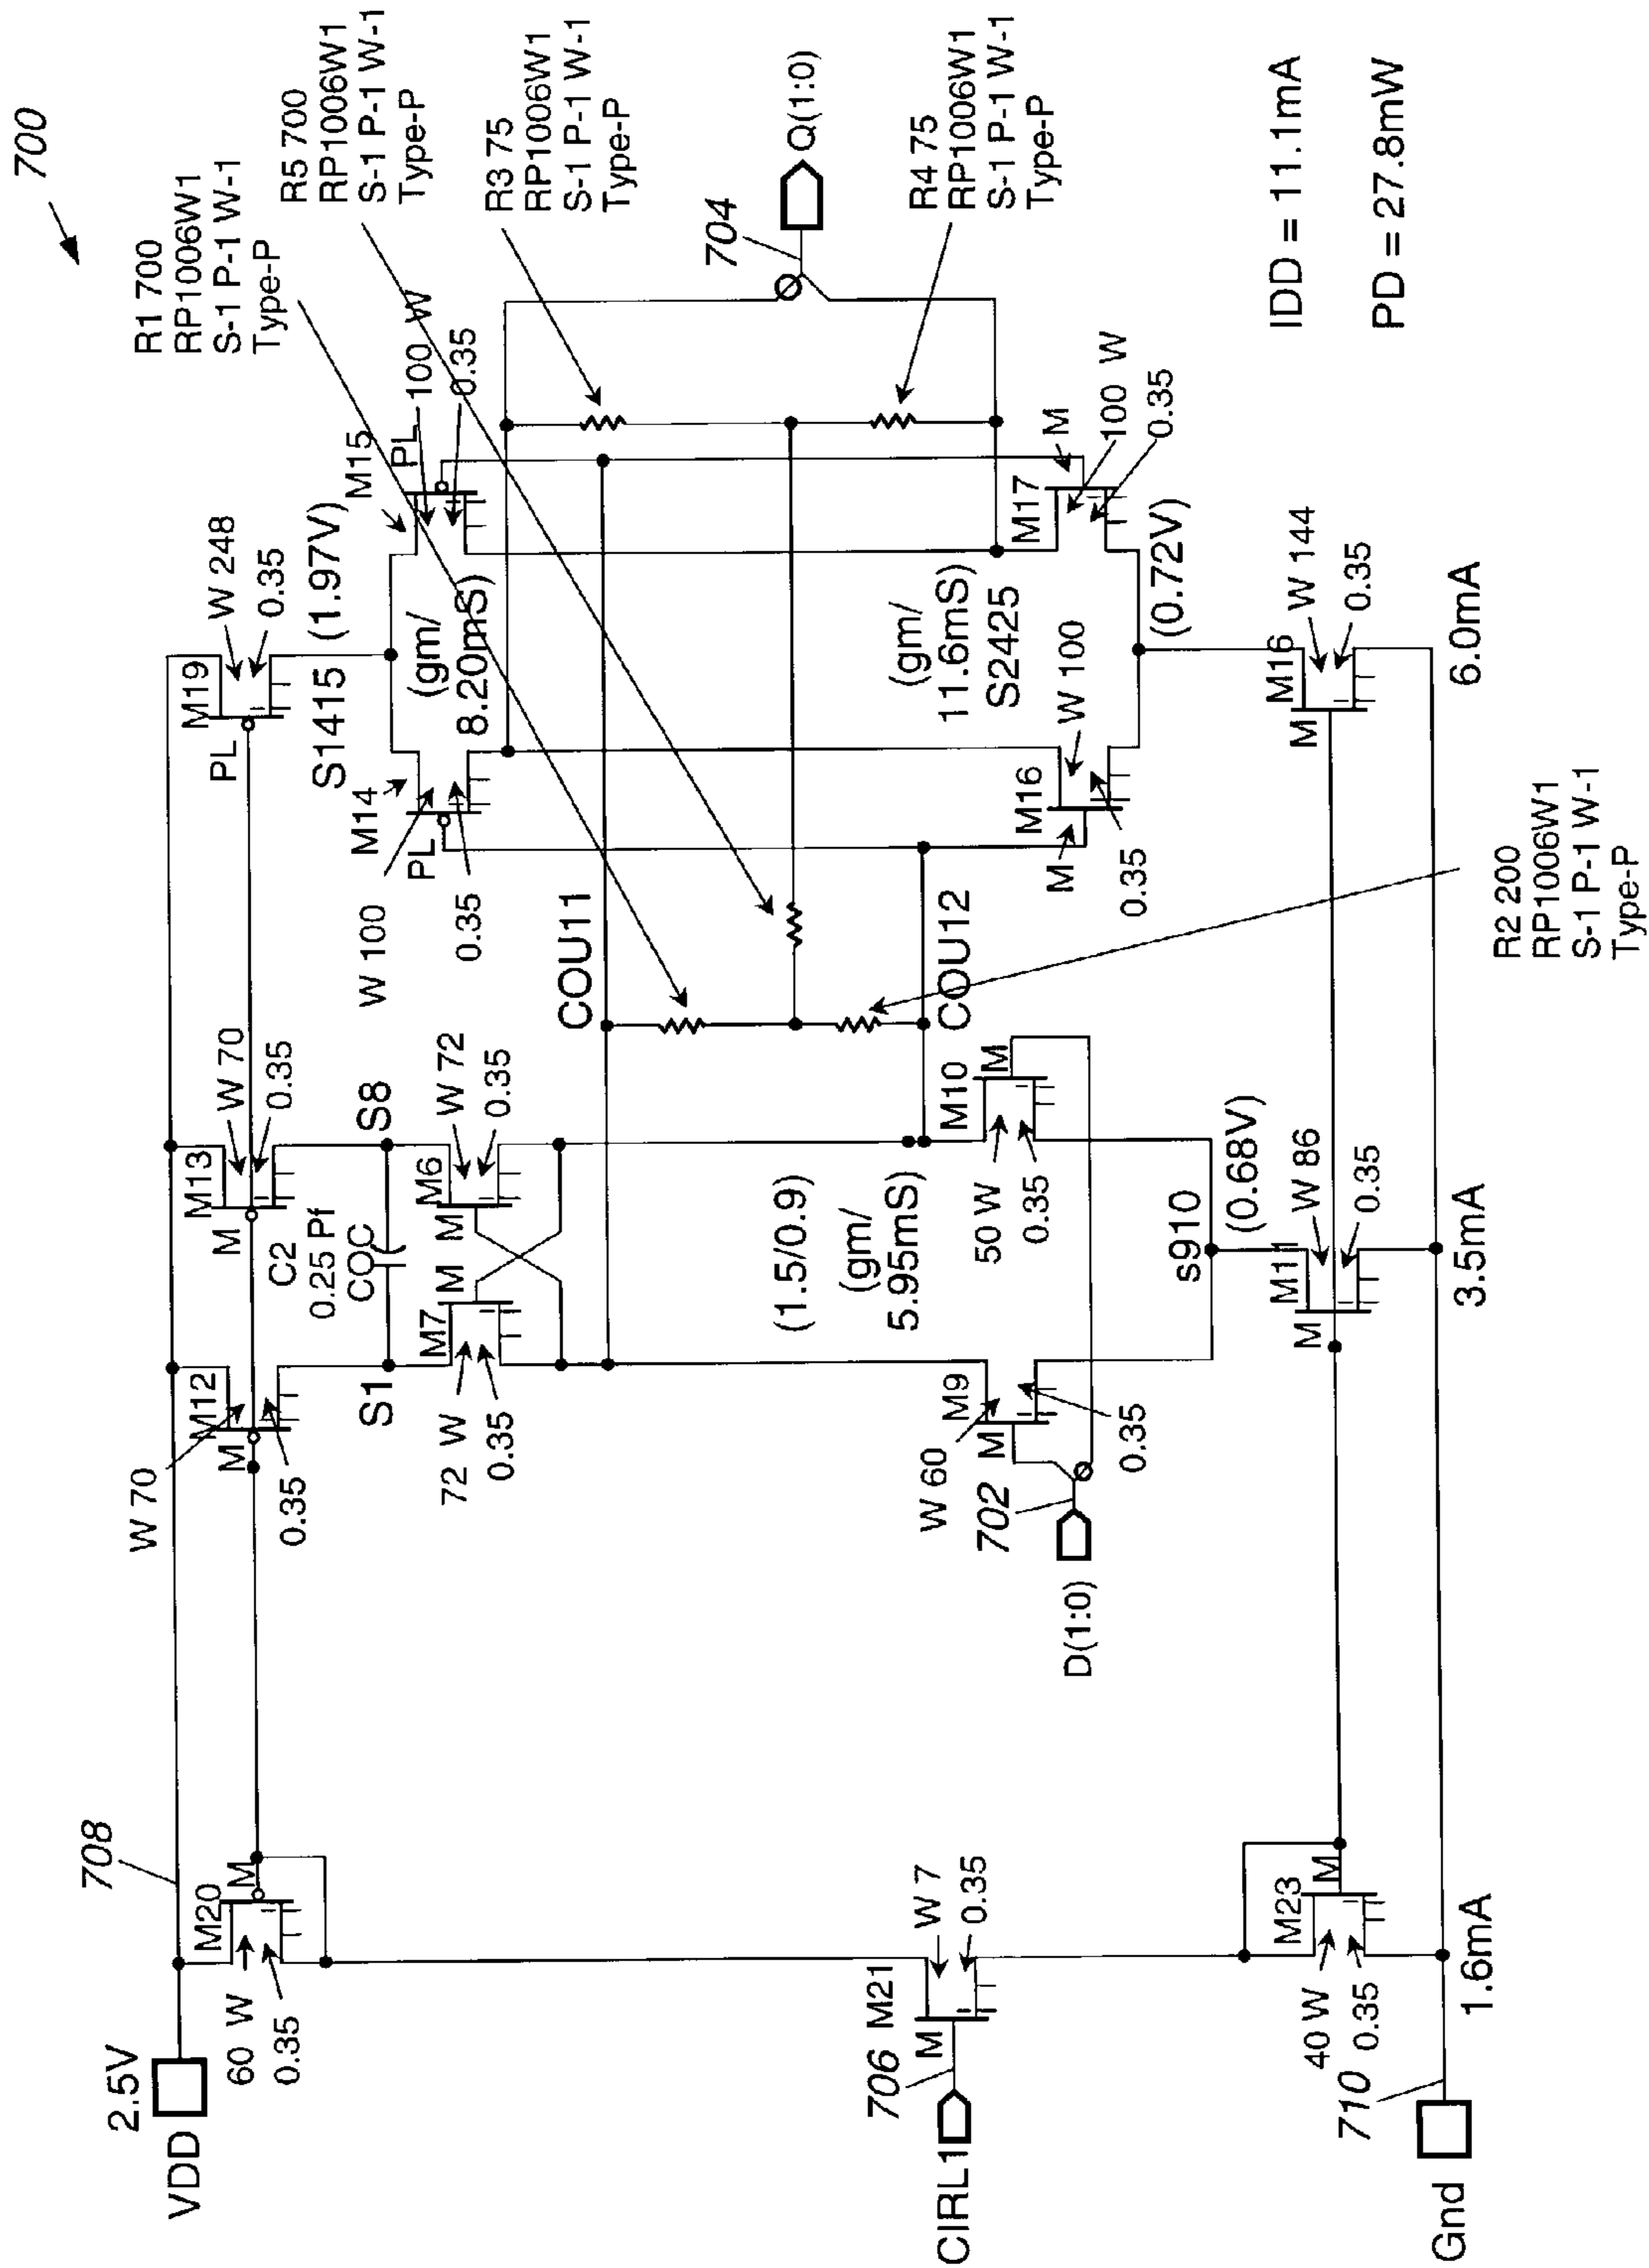 700
R1 700
RP1006W1
S-1 P-1 W-1
Type-P
R5 700
RP1006W1
S-1 P-1 W-1
Type-P
R3 75
RP1006W1
S-1 P-1 W-1
Type-P
704
Q(1:0)
R4 75
RP1006W1
S-1 P-1 W-1
Type-P
IDD = 11.1mA
PD = 27.8mW
2.5V
VDD
708
M20
M
60 W
0.35
W 70
M12
M
0.35
M13
W 70
0.35
M
C2
0.25 Pf
COC
S1
S8
M7
M
72 W
0.35
M6
M
W 72
0.35
M19
W 248
0.35
PL
S1415 (1.97V)
M14
PL
W 100
0.35
M15
PL
100 W
0.35
(gm/
8.20mS)
COU11
COU12
(1.5/0.9)
(gm/
5.95mS)
(gm/
11.6mS)
S2425
M16
M
W 100
0.35
M17
M
100 W
0.35
(0.72V)
M9
M
W 60
0.35
702
D(1:0)
M10
M
50 W
0.35
s910
(0.68V)
M11
M
W 86
0.35
M16
M
W 144
0.35
R2 200
RP1006W1
S-1 P-1 W-1
Type-P
CIRL1
706
M21
M
W 7
0.35
M23
M
40 W
0.35
710
Gnd
1.6mA
3.5mA
6.0mA